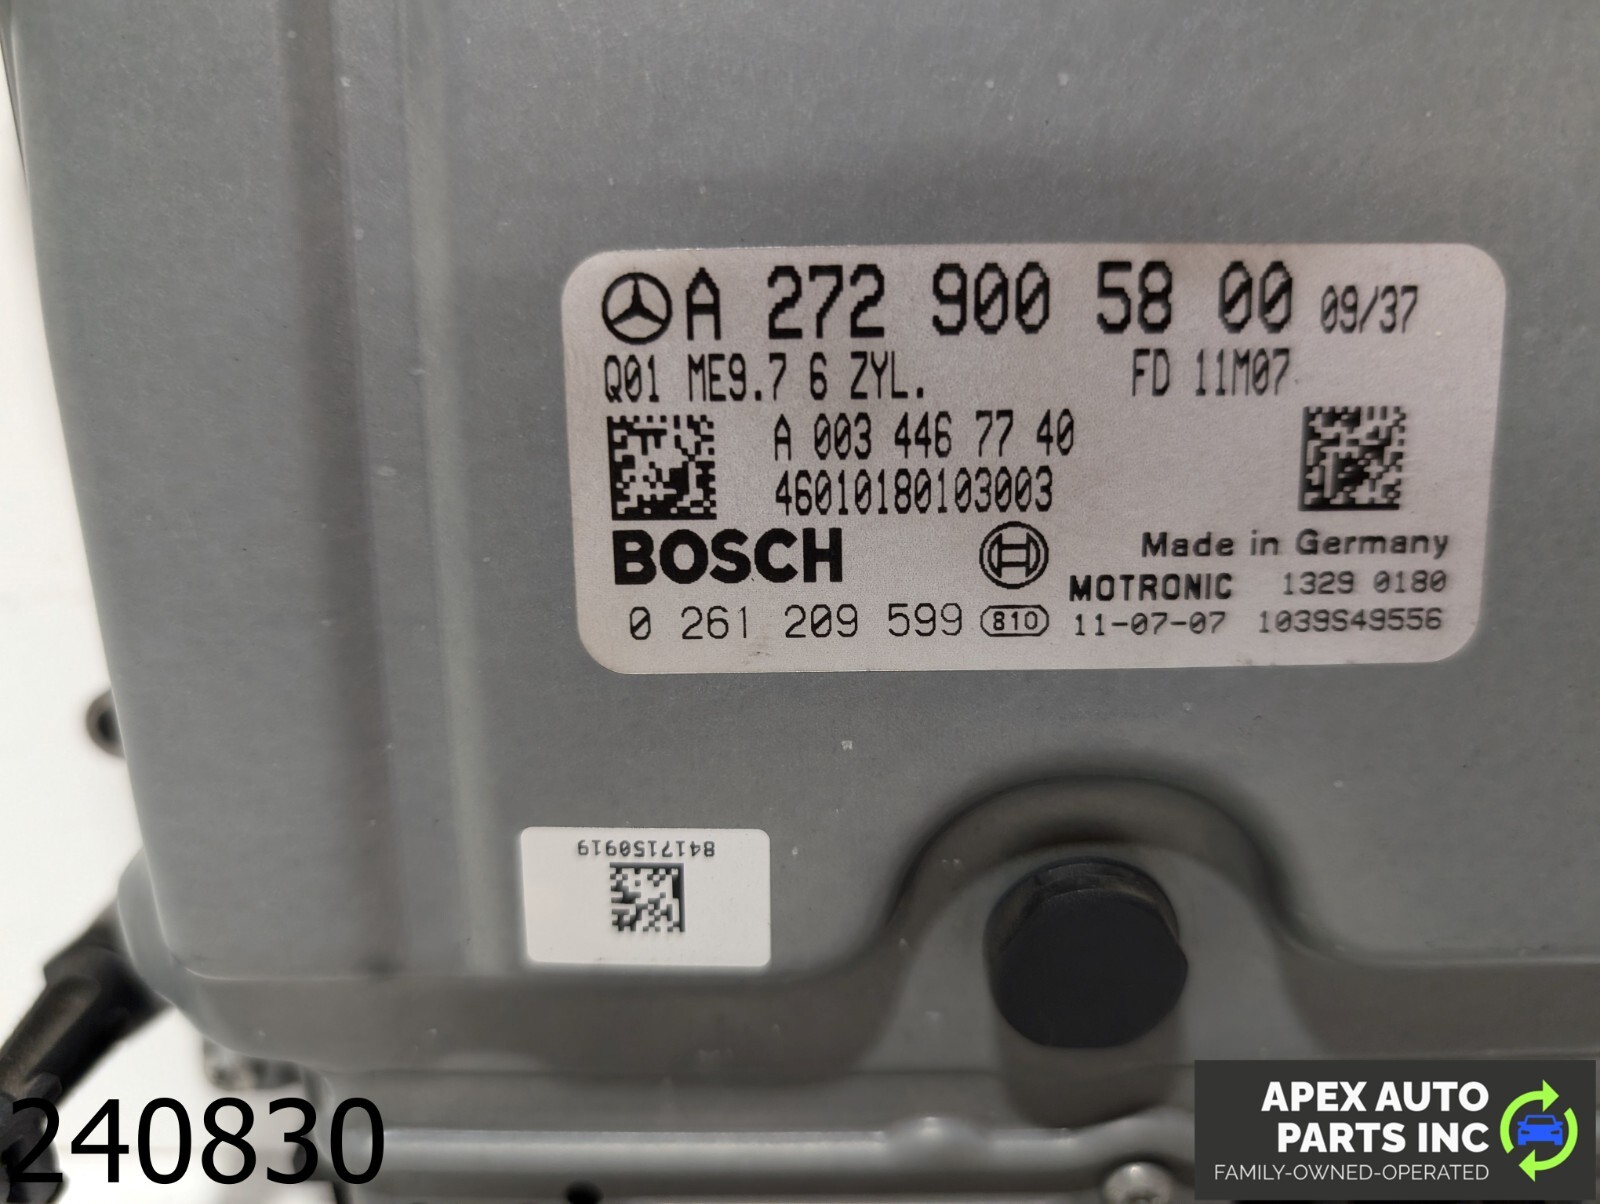 A 272 900 58 00 09/37
Q01 ME9.7 6 ZYL. FD 11M07
A 003 446 77 40
46010180103003
BOSCH Made in Germany
MOTRONIC 1329 0180
0 261 209 599 810 11-07-07 1039S49556
8417150919
240830
APEX AUTO
PARTS INC
FAMILY-OWNED-OPERATED